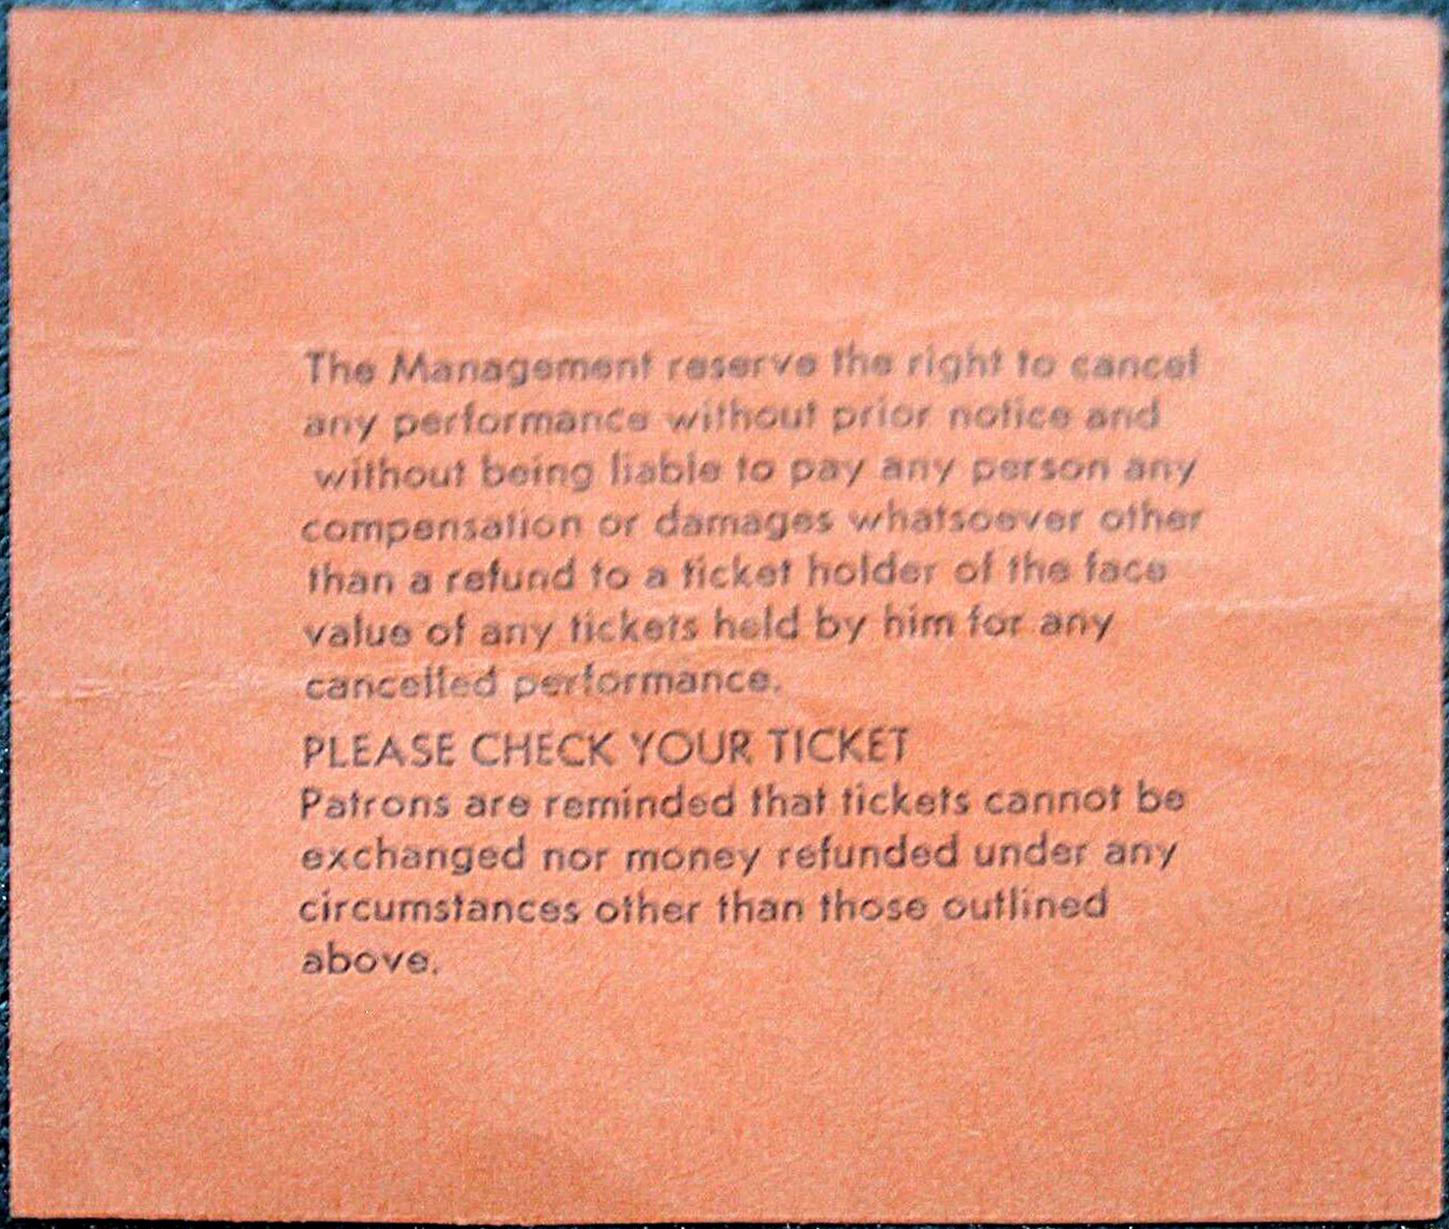 The Management reserve the right to cancel
any performance without prior notice and
without being liable to pay any person any
compensation or damages whatsoever other
than a refund to a ticket holder of the face
value of any tickets held by him for any
cancelled performance.
PLEASE CHECK YOUR TICKET
Patrons are reminded that tickets cannot be
exchanged nor money refunded under any
circumstances other than those outlined
above.